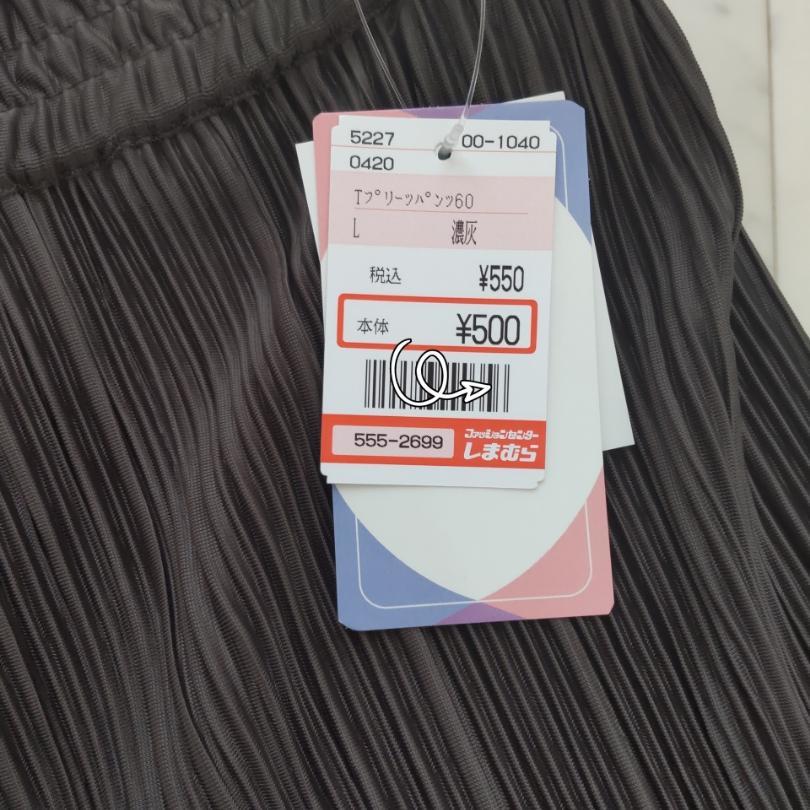 5227 00-1040
0420
Tﾌﾟﾘｰﾂﾊﾟﾝﾂ60
L 濃灰
税込 ¥550
本体 ¥500
555-2699 ファッションセンター
しまむら